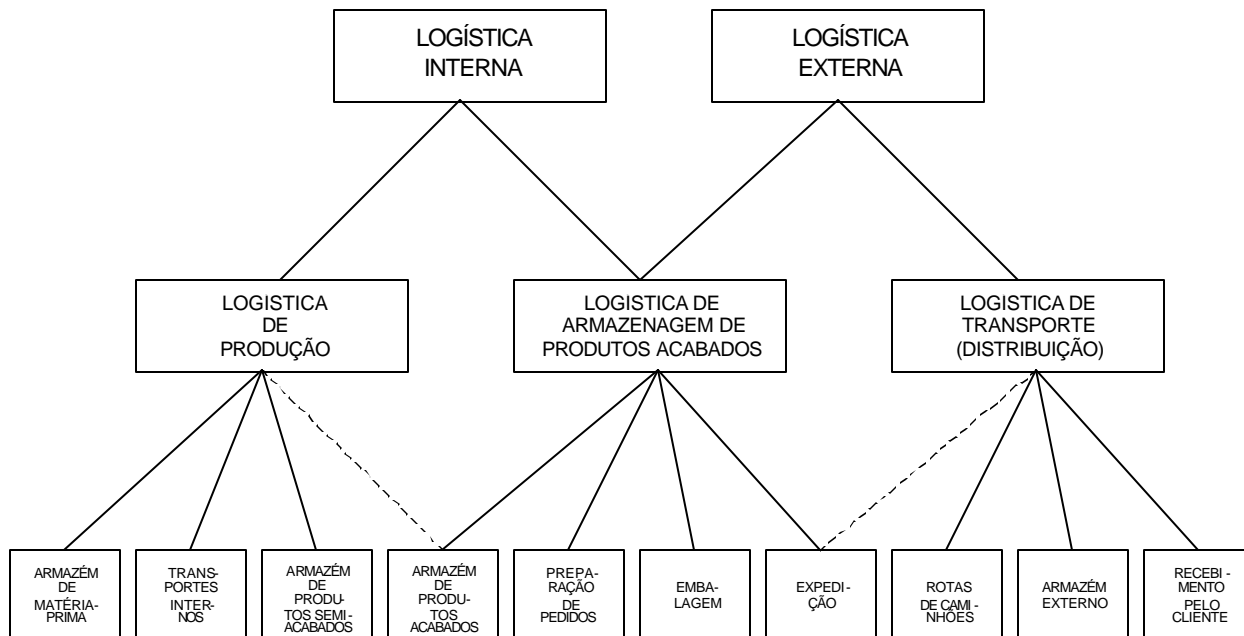 LOGÍSTICA
INTERNA
LOGÍSTICA
EXTERNA
LOGISTICA
DE
PRODUÇÃO
LOGISTICA DE
ARMAZENAGEM DE
PRODUTOS ACABADOS
LOGISTICA DE
TRANSPORTE
(DISTRIBUIÇÃO)
ARMAZÉM
DE
MATÉRIA-
PRIMA
TRANS-
PORTES
INTER-
NOS
ARMAZÉM
DE
PRODU-
TOS SEMI-
ACABADOS
ARMAZÉM
DE
PRODU-
TOS
ACABADOS
PREPA-
RAÇÃO
DE
PEDIDOS
EMBA-
LAGEM
EXPEDI-
ÇÃO
ROTAS
DE CAMI-
NHÕES
ARMAZÉM
EXTERNO
RECEBI-
MENTO
PELO
CLIENTE